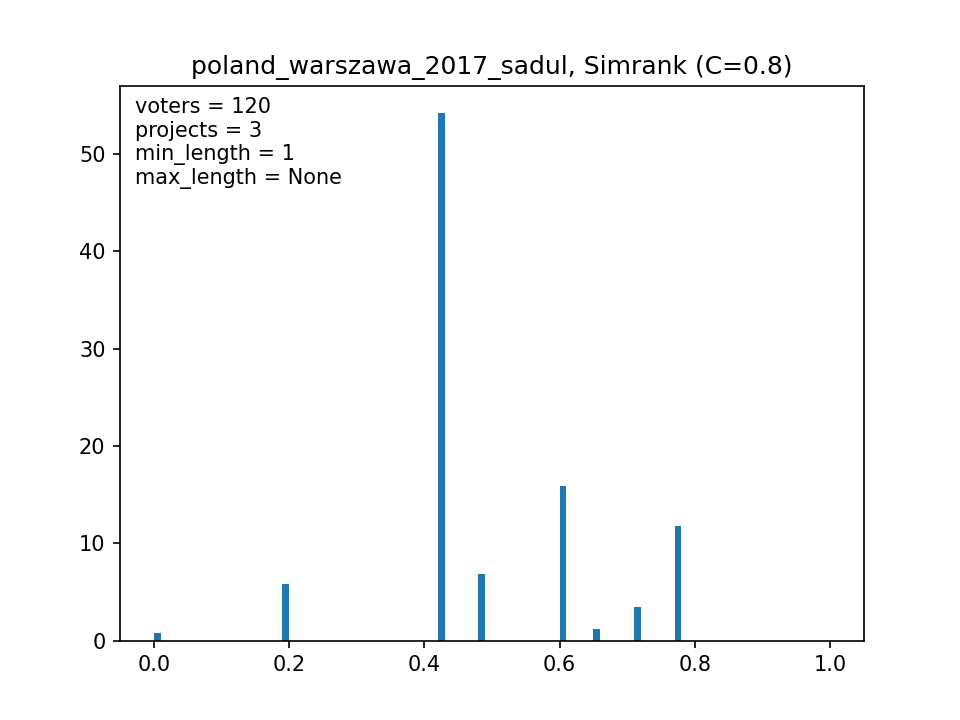 poland_warszawa_2017_sadul, Simrank (C=0.8)
voters = 120
projects = 3
min_length = 1
max_length = None
50
40
30
20
10
0
0.0 0.2 0.4 0.6 0.8 1.0